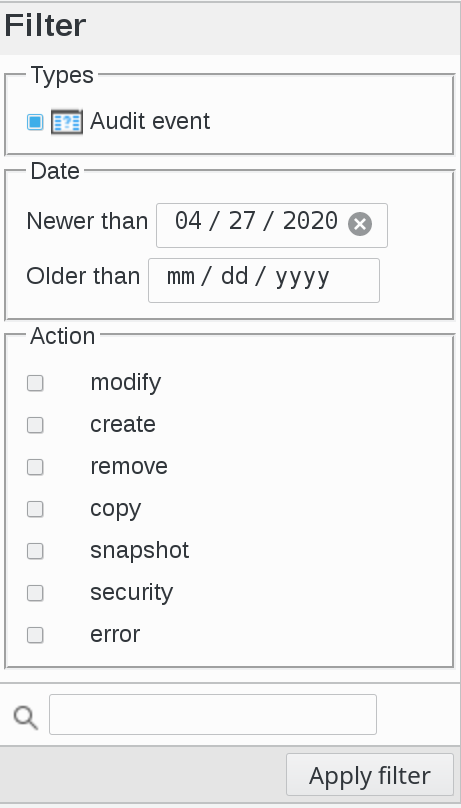 Filter
Types
Audit event
Date
Newer than 04 / 27 / 2020
Older than mm / dd / yyyy
Action
modify
create
remove
copy
snapshot
security
error
Apply filter